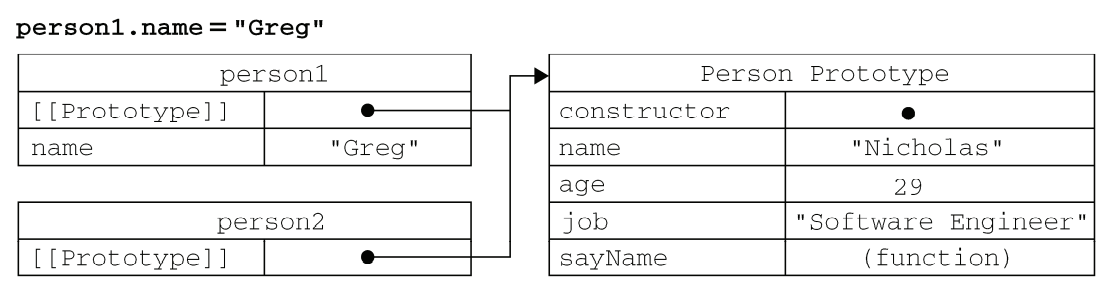 person1.name = "Greg"
person1
[[Prototype]]
name "Greg"
person2
[[Prototype]]
Person Prototype
constructor
name "Nicholas"
age 29
job "Software Engineer"
sayName (function)